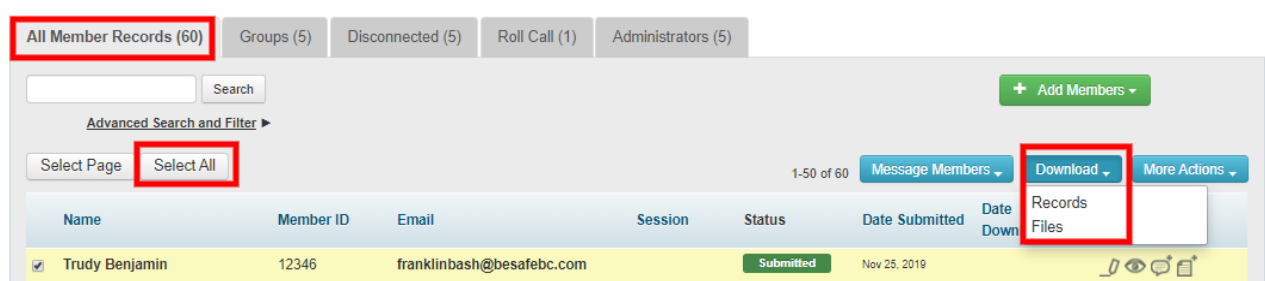 All Member Records (60) Groups (5) Disconnected (5) Roll Call (1) Administrators (5)
Search + Add Members
Advanced Search and Filter
Select Page Select All 1-50 of 60 Message Members Download More Actions
Records
Files
Name Member ID Email Session Status Date Submitted Date Down
Trudy Benjamin 12346 franklinbash@besafebc.com Submitted Nov 25, 2019